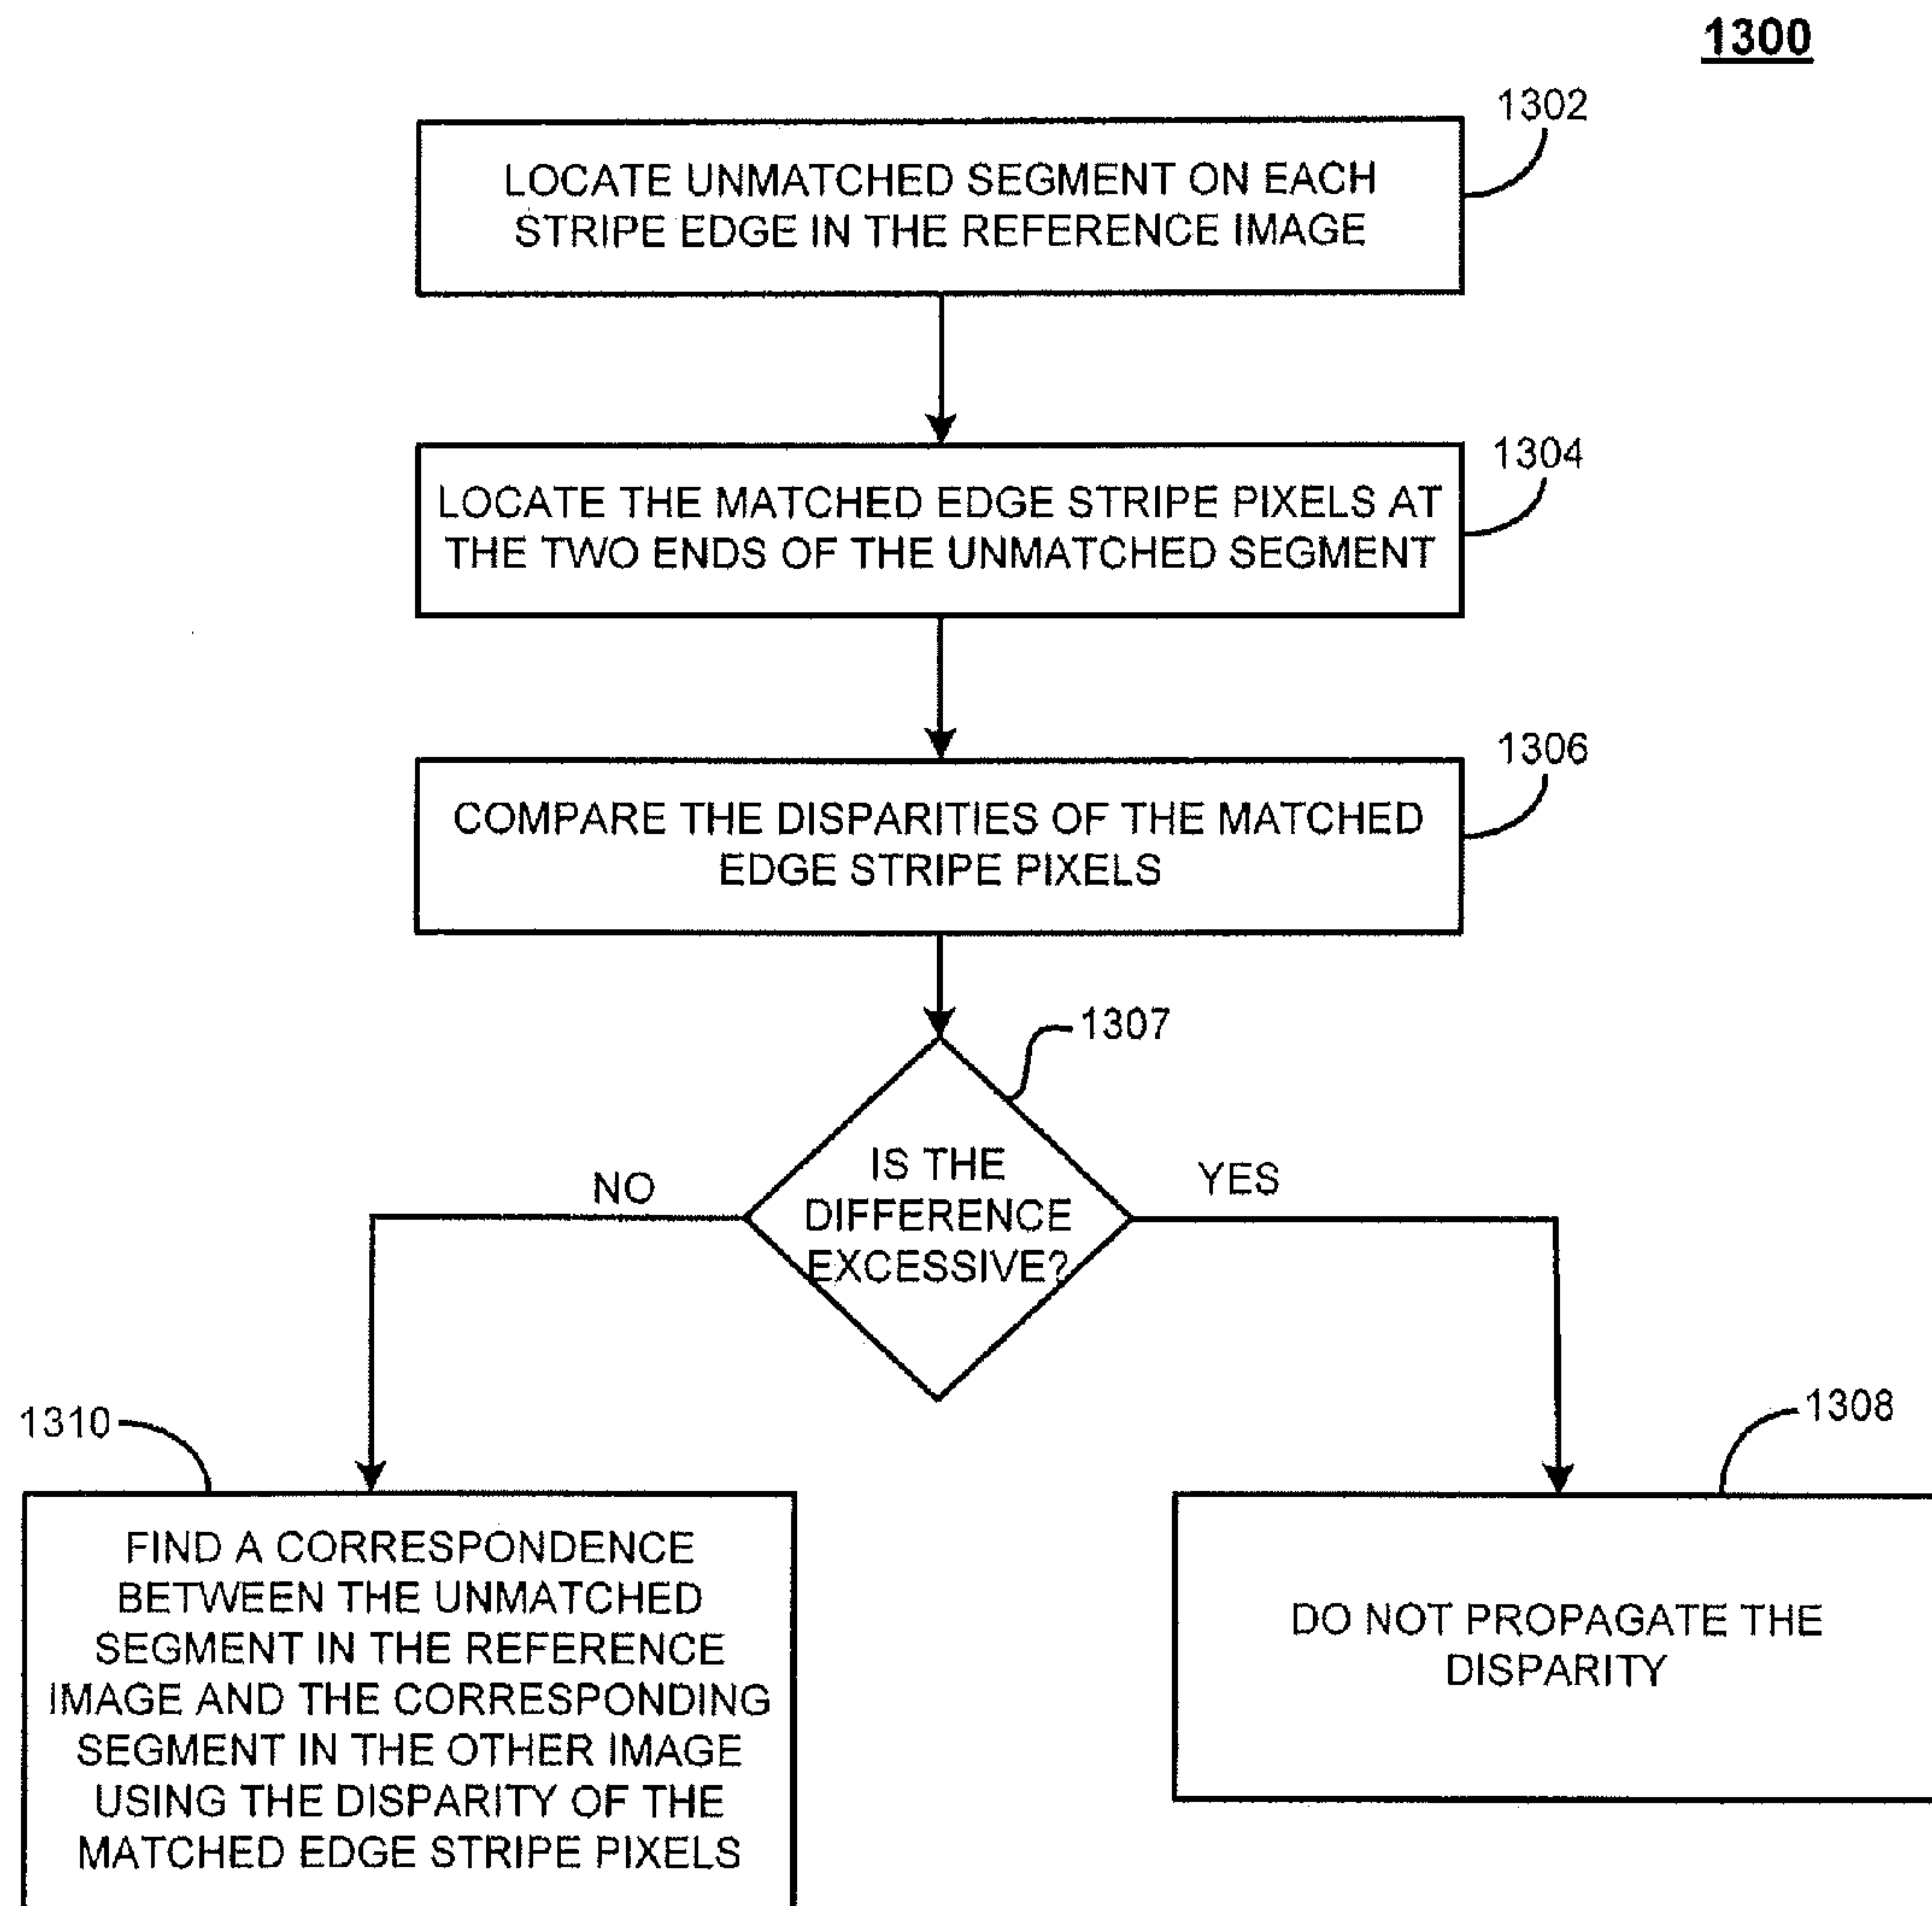 1300
1302
LOCATE UNMATCHED SEGMENT ON EACH
STRIPE EDGE IN THE REFERENCE IMAGE
1304
LOCATE THE MATCHED EDGE STRIPE PIXELS AT
THE TWO ENDS OF THE UNMATCHED SEGMENT
1306
COMPARE THE DISPARITIES OF THE MATCHED
EDGE STRIPE PIXELS
1307
IS THE
DIFFERENCE
EXCESSIVE?
NO
YES
1310
FIND A CORRESPONDENCE
BETWEEN THE UNMATCHED
SEGMENT IN THE REFERENCE
IMAGE AND THE CORRESPONDING
SEGMENT IN THE OTHER IMAGE
USING THE DISPARITY OF THE
MATCHED EDGE STRIPE PIXELS
1308
DO NOT PROPAGATE THE
DISPARITY